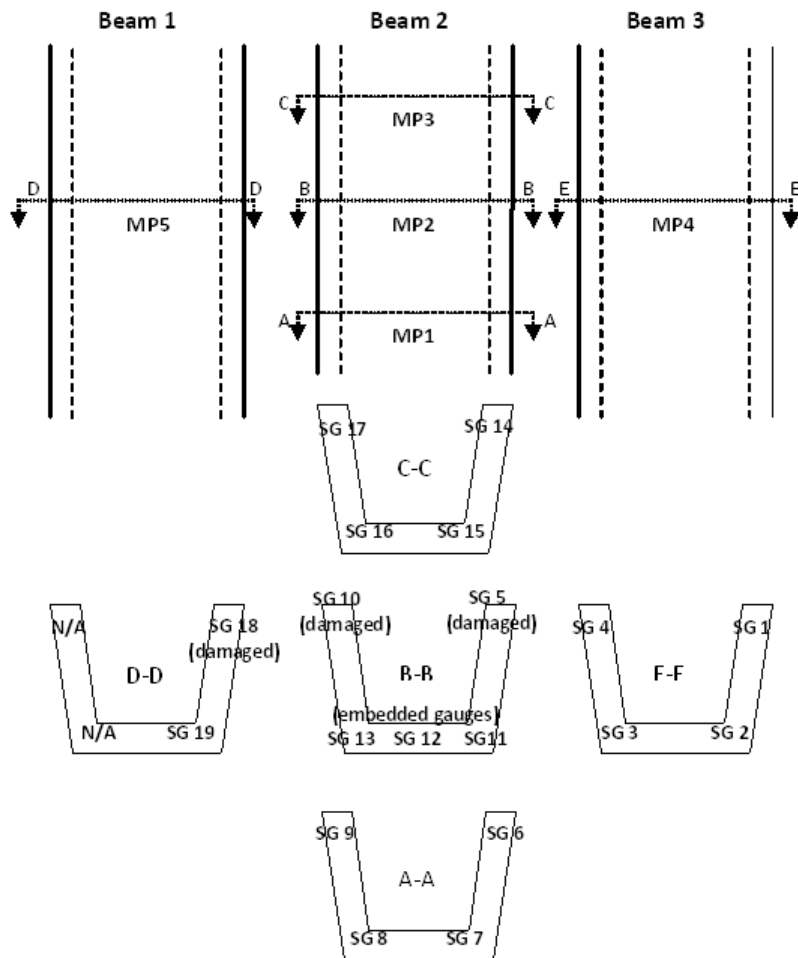 Beam 1 Beam 2 Beam 3
C C
MP3
D D B B E E
MP5 MP2 MP4
A A
MP1
SG 17 SG 14
C-C
SG 16 SG 15
SG 10 SG 5
N/A SG 18 (damaged) (damaged) SG 4 SG 1
(damaged)
D-D B-B F-F
(embedded gauges)
N/A SG 19 SG 13 SG 12 SG11 SG 3 SG 2
SG 9 SG 6
A-A
SG 8 SG 7